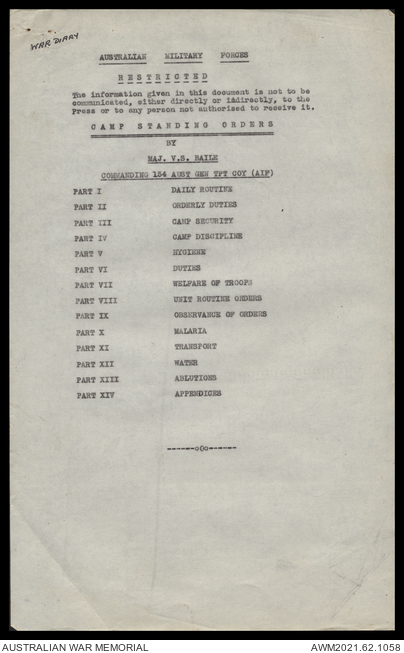 WAR DIARY
AUSTRALIAN MILITARY FORCES
RESTRICTED
The information given in this document is not to be
communicated, either directly or indirectly, to the
Press or to any person not authorised to receive it.
CAMP STANDING ORDERS
BY
MAJ. V.S. BAILE
COMMANDING 154 AUST GEN TPT COY (AIF)
PART I DAILY ROUTINE
PART II ORDERLY DUTIES
PART III CAMP SECURITY
PART IV CAMP DISCIPLINE
PART V HYGIENE
PART VI DUTIES
PART VII WELFARE OF TROOPS
PART VIII UNIT ROUTINE ORDERS
PART IX OBSERVANCE OF ORDERS
PART X MALARIA
PART XI TRANSPORT
PART XII WATER
PART XIII ABLUTIONS
PART XIV APPENDICES
------oOo------
AUSTRALIAN WAR MEMORIAL AWM2021.62.1058